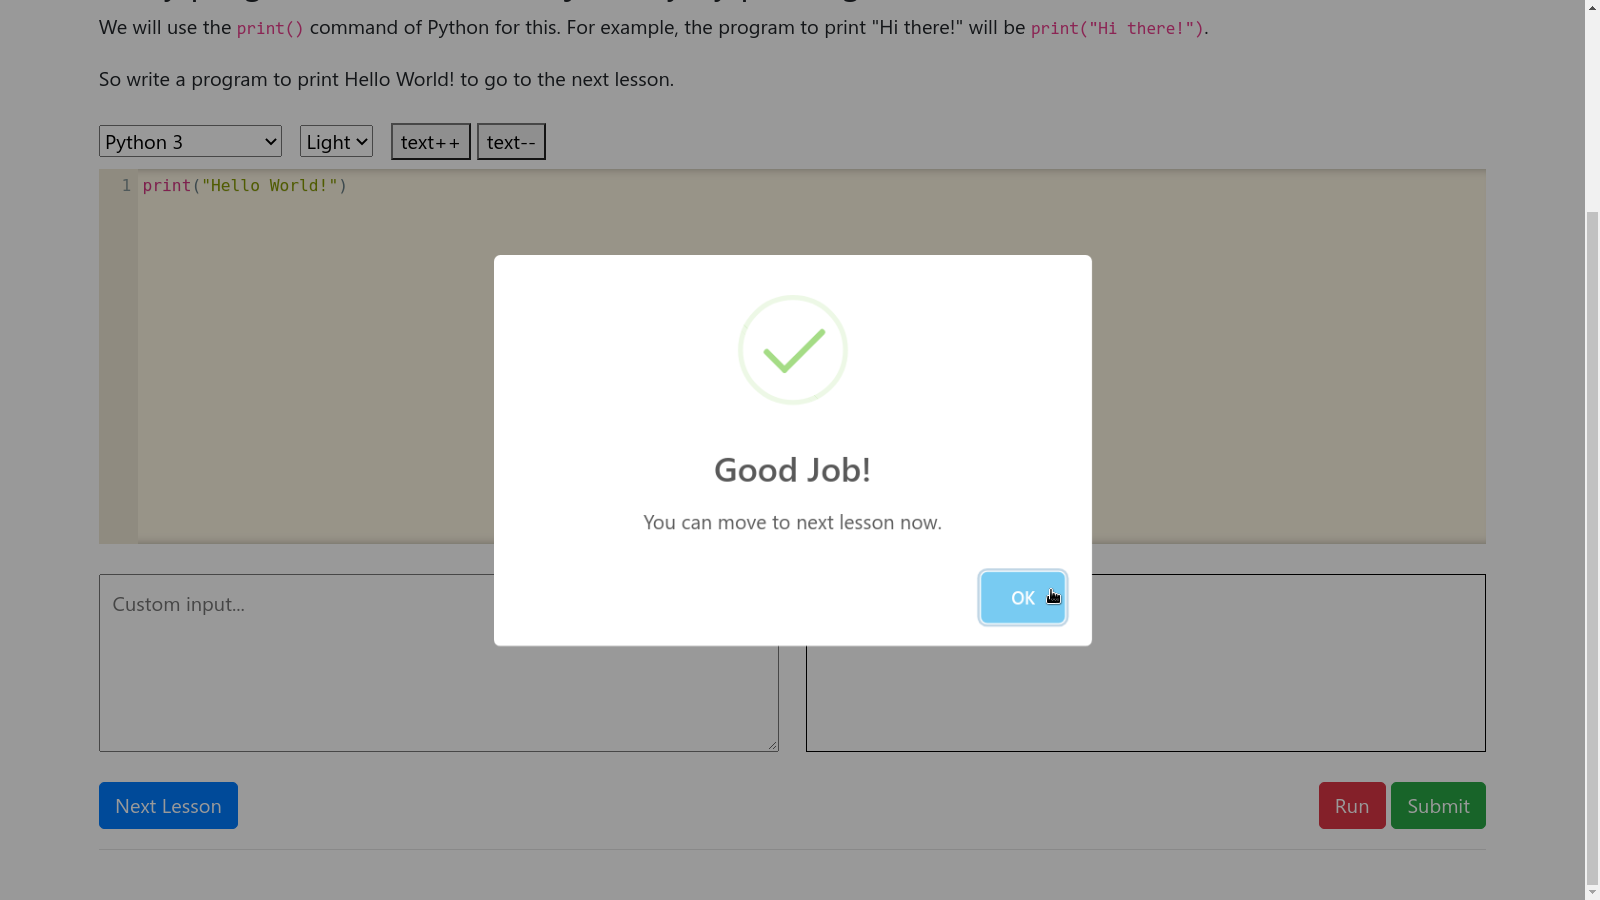 We will use the print() command of Python for this. For example, the program to print "Hi there!" will be print("Hi there!").
So write a program to print Hello World! to go to the next lesson.
Python 3 Light text++ text--
1 print("Hello World!")
Good Job!
You can move to next lesson now.
OK
Custom input...
Next Lesson Run Submit